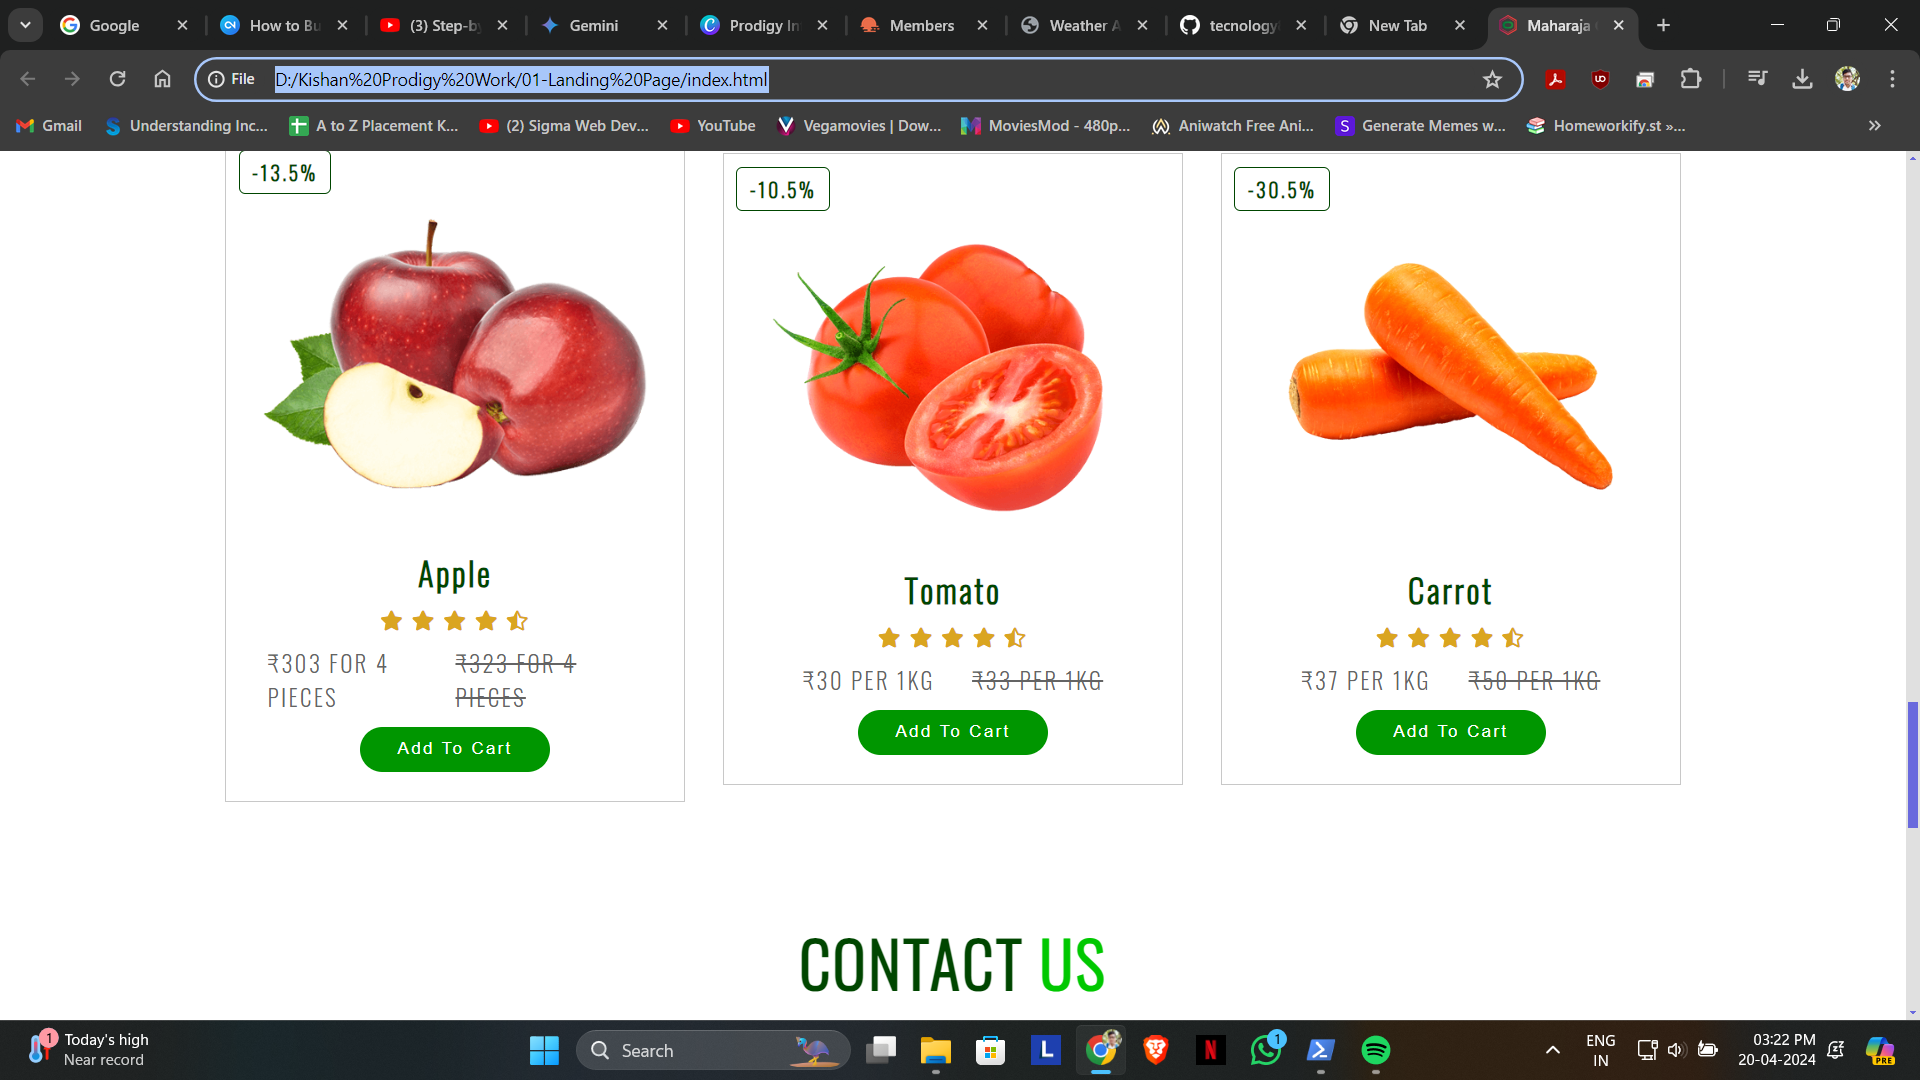 Google
How to Bu
(3) Step-by
Gemini
Prodigy In
Members
Weather A
tecnology
New Tab
Maharaja
File
D:/Kishan%20Prodigy%20Work/01-Landing%20Page/index.html
Gmail
Understanding Inc...
A to Z Placement K...
(2) Sigma Web Dev...
YouTube
Vegamovies | Dow...
MoviesMod - 480p...
Aniwatch Free Ani...
S
Generate Memes w...
Homeworkify.st »...
-13.5%
-10.5%
-30.5%
Apple
Tomato
Carrot
₹303 FOR 4
PIECES
₹323 FOR 4
PIECES
₹30 PER 1KG
₹33 PER 1KG
₹37 PER 1KG
₹50 PER 1KG
Add To Cart
Add To Cart
Add To Cart
CONTACT US
1
Today's high
Near record
Search
L
N
1
ENG
IN
03:22 PM
20-04-2024
PRE